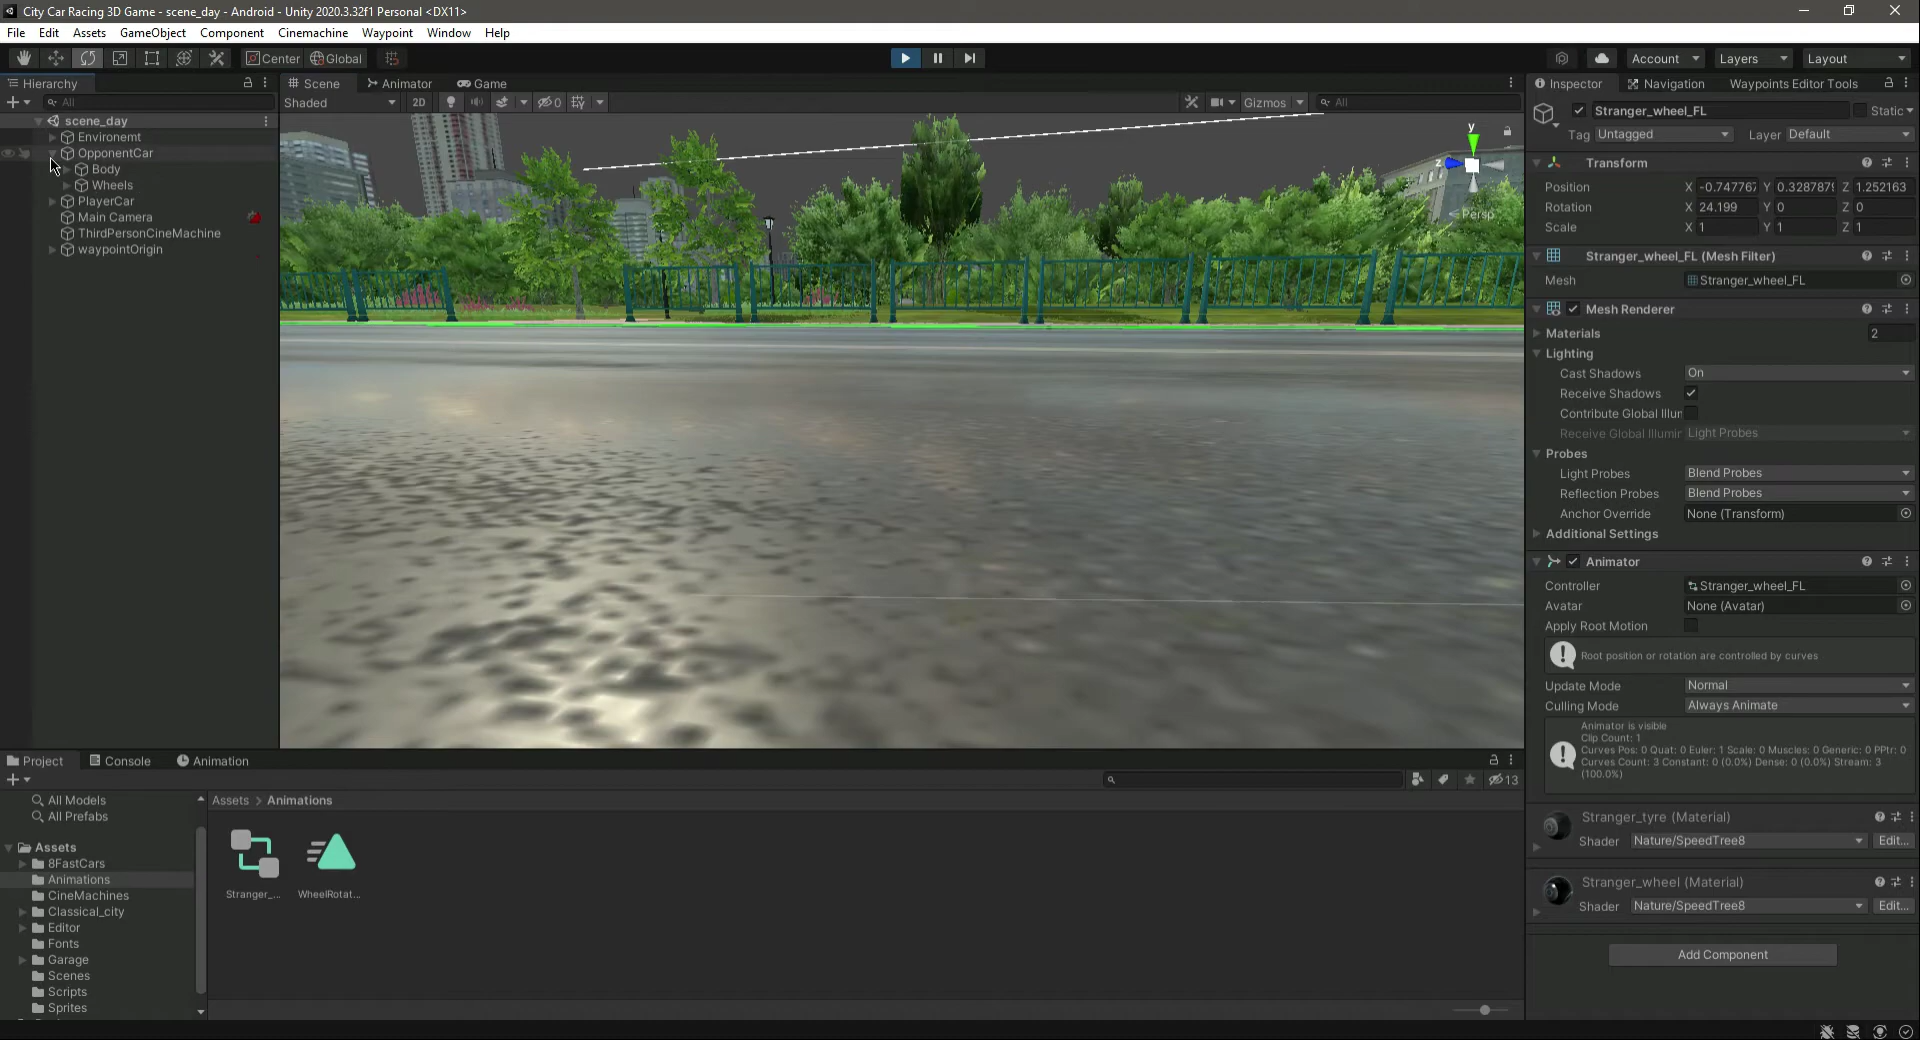 City Car Racing 3D Game - scene_day - Android - Unity 2020.3.32f1 Personal <DX11>
File Edit Assets GameObject Component Cinemachine Waypoint Window Help
Center Global Account Layers Layout
Hierarchy Scene Animator Game Inspector Navigation Waypoints Editor Tools
All Shaded 2D 0 Gizmos All
scene_day
Environemt
OpponentCar
Body
Wheels
PlayerCar
Main Camera
ThirdPersonCineMachine
waypointOrigin
y
z
Persp
Stranger_wheel_FL Static
Tag Untagged Layer Default
Transform
Position X -0.747767 Y 0.3287879 Z 1.252163
Rotation X 24.199 Y 0 Z 0
Scale X 1 Y 1 Z 1
Stranger_wheel_FL (Mesh Filter)
Mesh Stranger_wheel_FL
Mesh Renderer
Materials 2
Lighting
Cast Shadows On
Receive Shadows
Contribute Global Illur
Receive Global Illumir Light Probes
Probes
Light Probes Blend Probes
Reflection Probes Blend Probes
Anchor Override None (Transform)
Additional Settings
Animator
Controller Stranger_wheel_FL
Avatar None (Avatar)
Apply Root Motion
Root position or rotation are controlled by curves
Update Mode Normal
Culling Mode Always Animate
Animator is visible
Clip Count: 1
Curves Pos: 0 Quat: 0 Euler: 1 Scale: 0 Muscles: 0 Generic: 0 PPtr: 0
Curves Count: 3 Constant: 0 (0.0%) Dense: 0 (0.0%) Stream: 3
(100.0%)
Stranger_tyre (Material)
Shader Nature/SpeedTree8 Edit...
Stranger_wheel (Material)
Shader Nature/SpeedTree8 Edit...
Add Component
Project Console Animation
13
All Models
All Prefabs
Assets
8FastCars
Animations
CineMachines
Classical_city
Editor
Fonts
Garage
Scenes
Scripts
Sprites
Assets > Animations
Stranger_... WheelRotat...